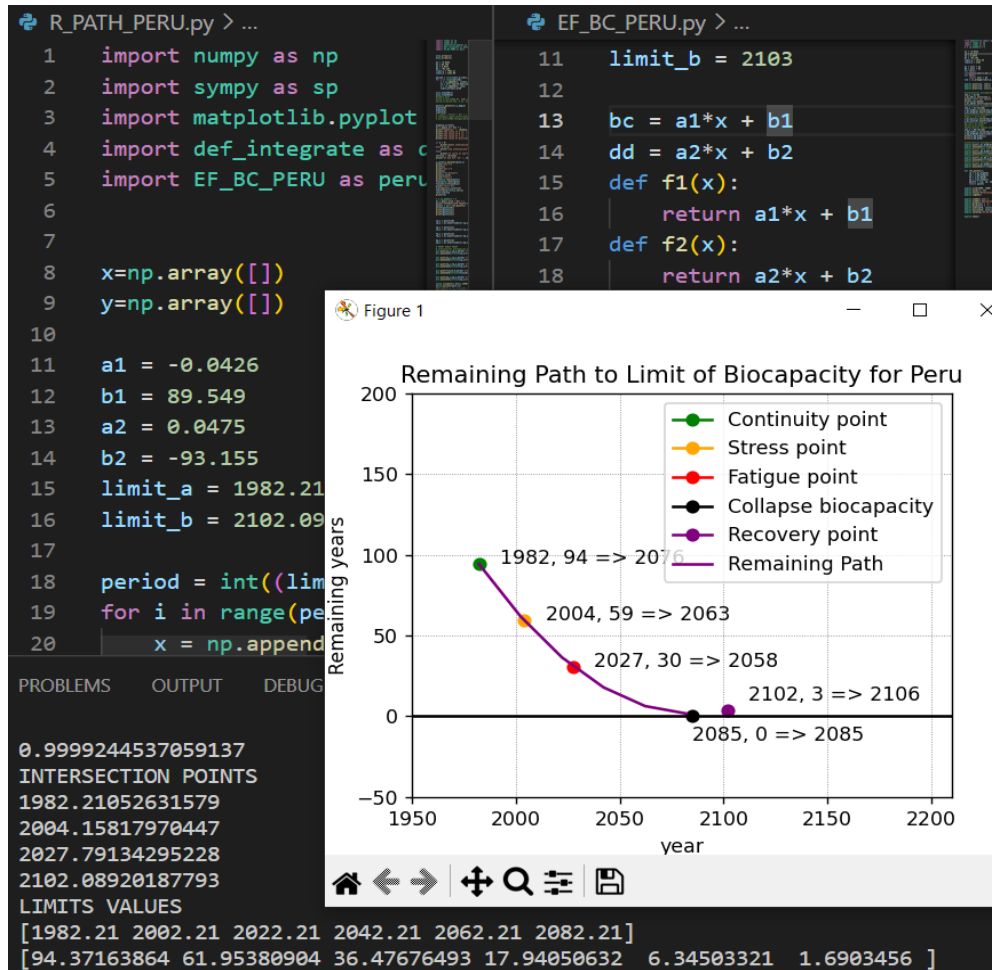 R_PATH_PERU.py > ...
1 import numpy as np
2 import sympy as sp
3 import matplotlib.pyplot
4 import def_integrate as
5 import EF_BC_PERU as peru
6
7
8 x=np.array([])
9 y=np.array([])
10
11 a1 = -0.0426
12 b1 = 89.549
13 a2 = 0.0475
14 b2 = -93.155
15 limit_a = 1982.21
16 limit_b = 2102.09
17
18 period = int((lim
19 for i in range(pe
20 x = np.append
EF_BC_PERU.py > ...
11 limit_b = 2103
12
13 bc = a1*x + b1
14 dd = a2*x + b2
15 def f1(x):
16 return a1*x + b1
17 def f2(x):
18 return a2*x + b2
Figure 1
Remaining Path to Limit of Biocapacity for Peru
200
150
100
50
0
−50
Remaining years
1950 2000 2050 2100 2150 2200
year
Continuity point
Stress point
Fatigue point
Collapse biocapacity
Recovery point
Remaining Path
1982, 94 => 2076
2004, 59 => 2063
2027, 30 => 2058
2102, 3 => 2106
2085, 0 => 2085
PROBLEMS OUTPUT DEBUG
0.9999244537059137
INTERSECTION POINTS
1982.21052631579
2004.15817970447
2027.79134295228
2102.08920187793
LIMITS VALUES
[1982.21 2002.21 2022.21 2042.21 2062.21 2082.21]
[94.37163864 61.95380904 36.47676493 17.94050632 6.34503321 1.6903456 ]